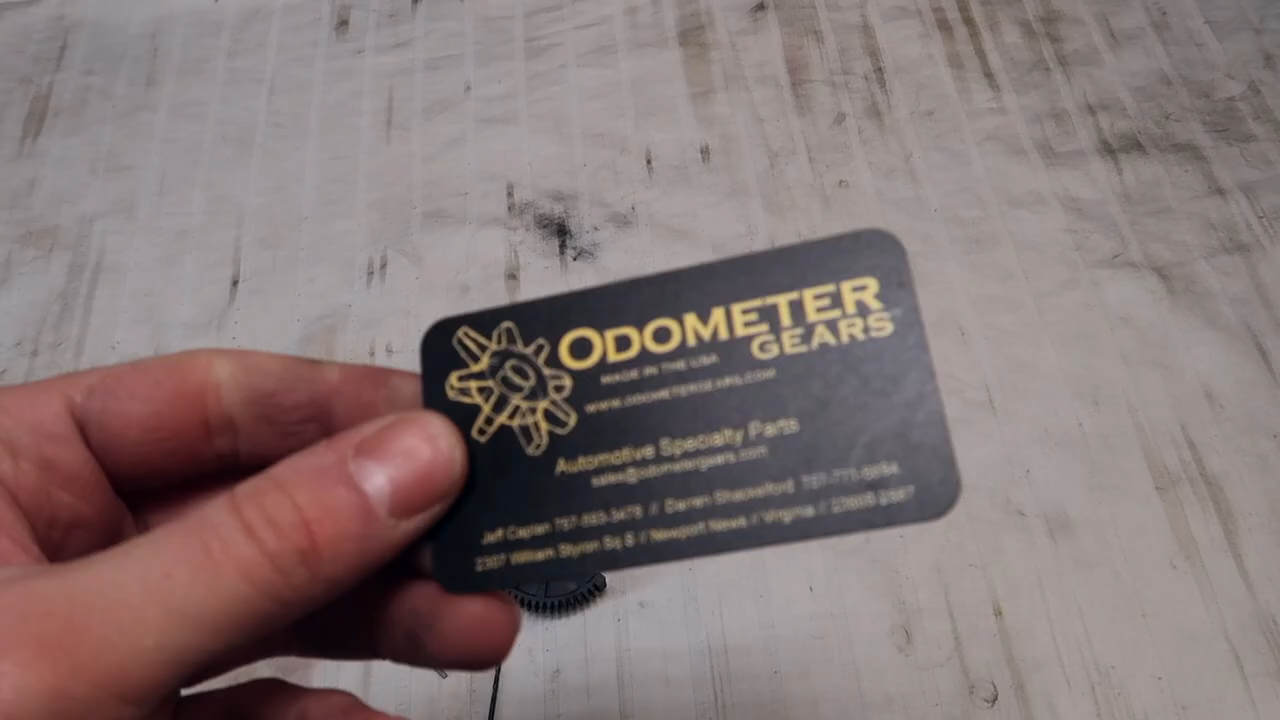 ODOMETER
GEARS
MADE IN THE USA
WWW.ODOMETERGEARS.COM
Automotive Specialty Parts
sales@odometergears.com
Jeff Caplan // Darren Shackelford
2307 William Styron Sq S // Newport News // Virginia //